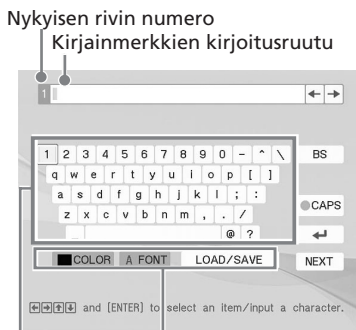 Nykyisen rivin numero
Kirjainmerkkien kirjoitusruutu
1 ← →
1 2 3 4 5 6 7 8 9 0 - ^ \ BS
q w e r t y u i o p [ ]
a s d f g h j k l ; : CAPS
z x c v b n m , . / ↵
_ @ ? 
COLOR A FONT LOAD/SAVE NEXT
←→↑↓ and [ENTER] to select an item/input a character.